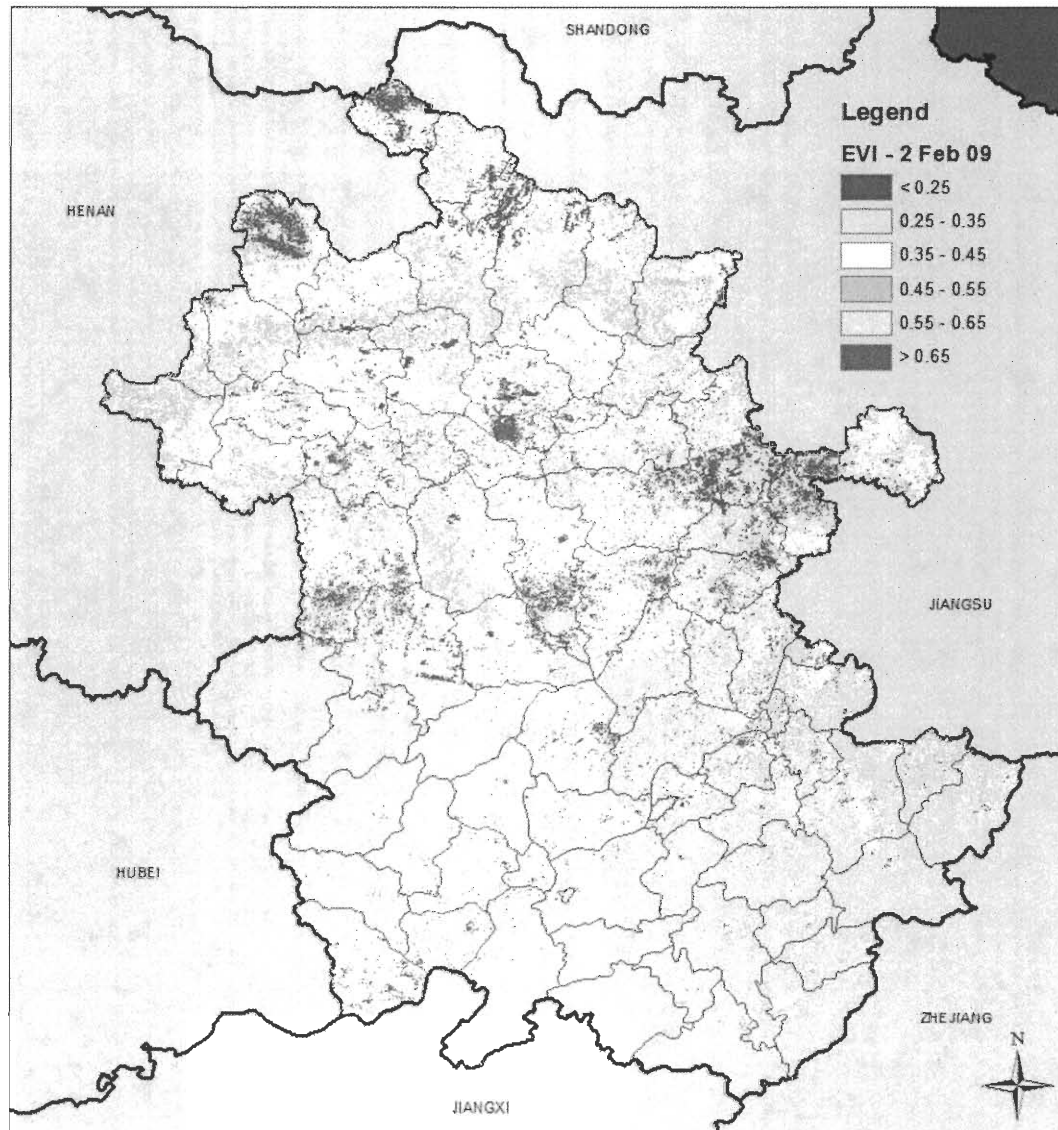 SHANDONG
Legend
EVI - 2 Feb 09
< 0.25
0.25 - 0.35
0.35 - 0.45
0.45 - 0.55
0.55 - 0.65
> 0.65
HENAN
JIANGSU
HUBEI
ZHEJIANG
N
JIANGXI